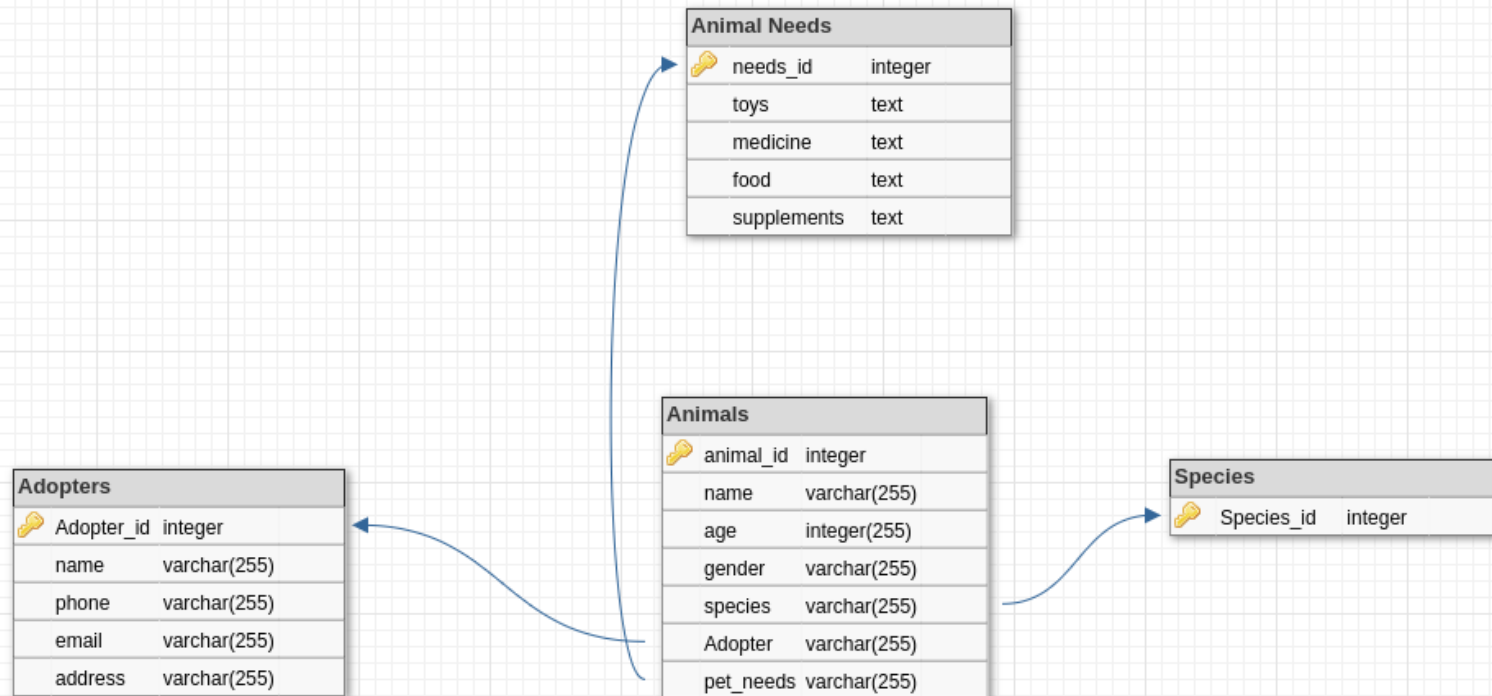 Animal Needs
needs_id integer
toys text
medicine text
food text
supplements text
Animals
animal_id integer
name varchar(255)
age integer(255)
gender varchar(255)
species varchar(255)
Adopter varchar(255)
pet_needs varchar(255)
Adopters
Adopter_id integer
name varchar(255)
phone varchar(255)
email varchar(255)
address varchar(255)
Species
Species_id integer